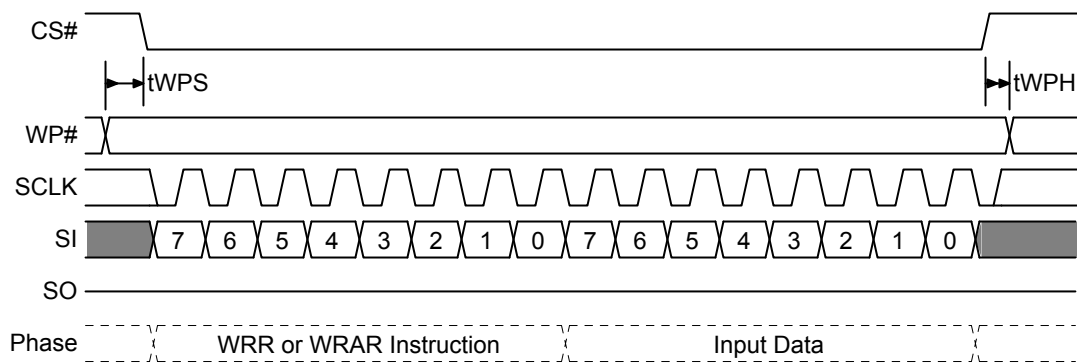 CS#
tWPS tWPH
WP#
SCLK
SI 7 6 5 4 3 2 1 0 7 6 5 4 3 2 1 0
SO
Phase WRR or WRAR Instruction Input Data